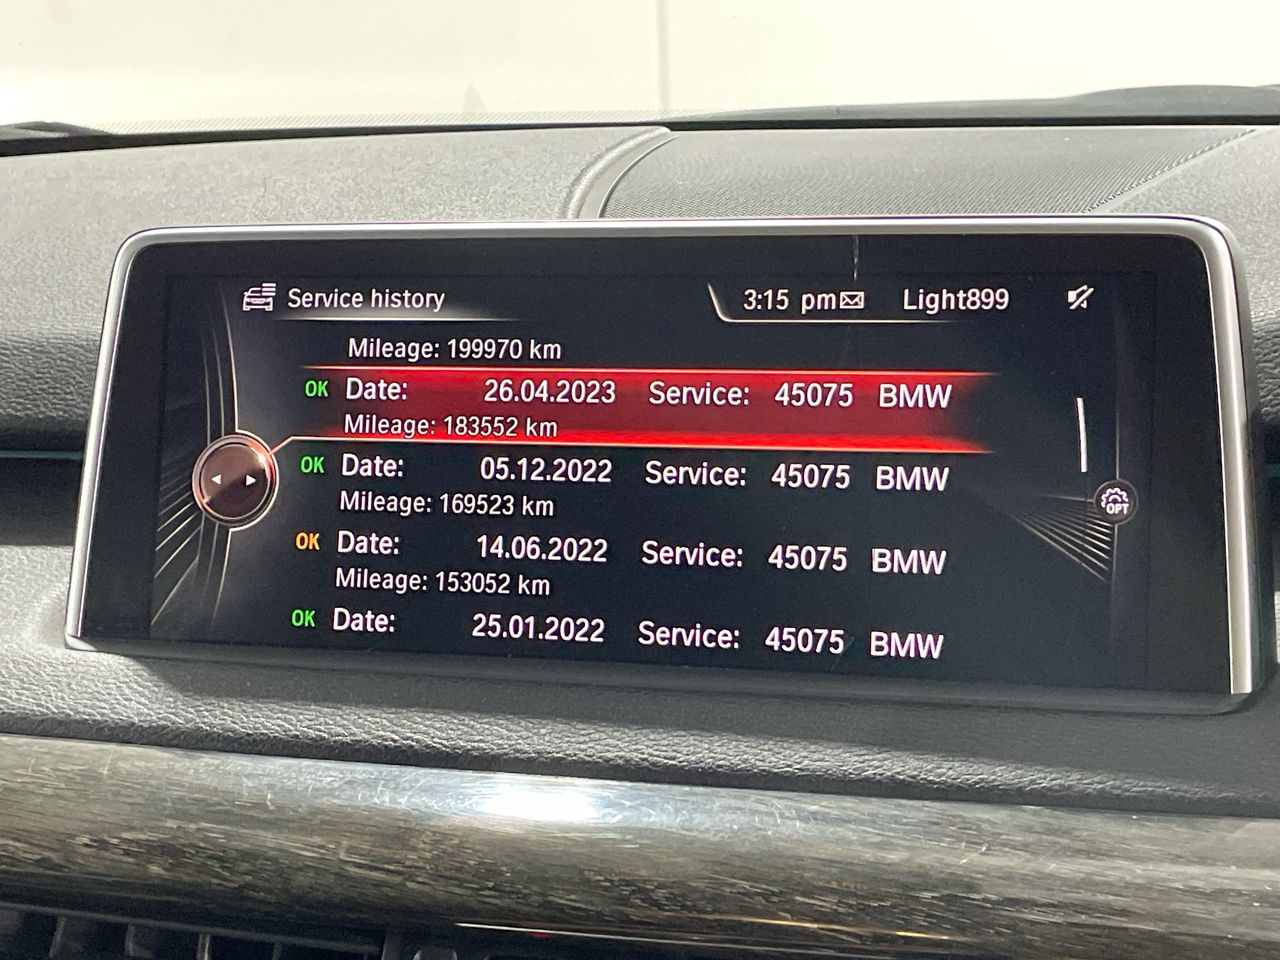 Service history
3:15 pm Light899
Mileage: 199970 km
OK Date: 26.04.2023 Service: 45075 BMW
Mileage: 183552 km
OK Date: 05.12.2022 Service: 45075 BMW
Mileage: 169523 km
OK Date: 14.06.2022 Service: 45075 BMW
Mileage: 153052 km
OK Date: 25.01.2022 Service: 45075 BMW
OPT